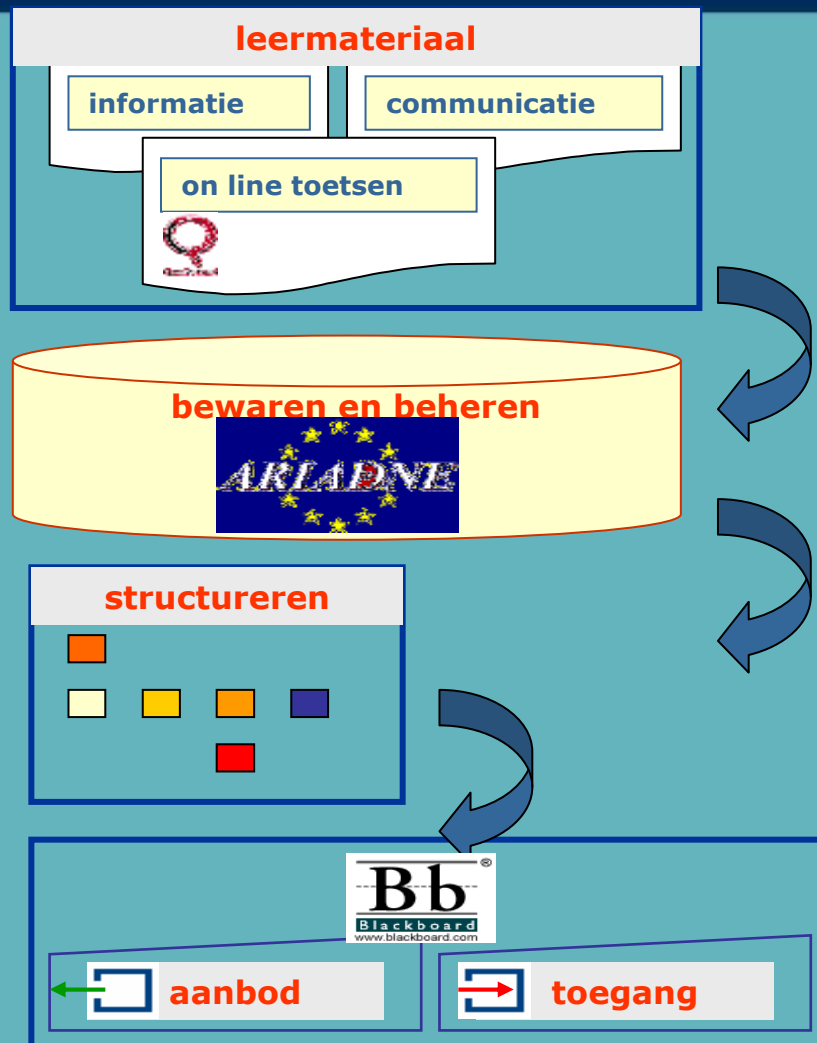 leermateriaal
informatie
communicatie
on line toetsen
bewaren en beheren
ARIADNE
structureren
Bb®
Blackboard
www.blackboard.com
aanbod
toegang